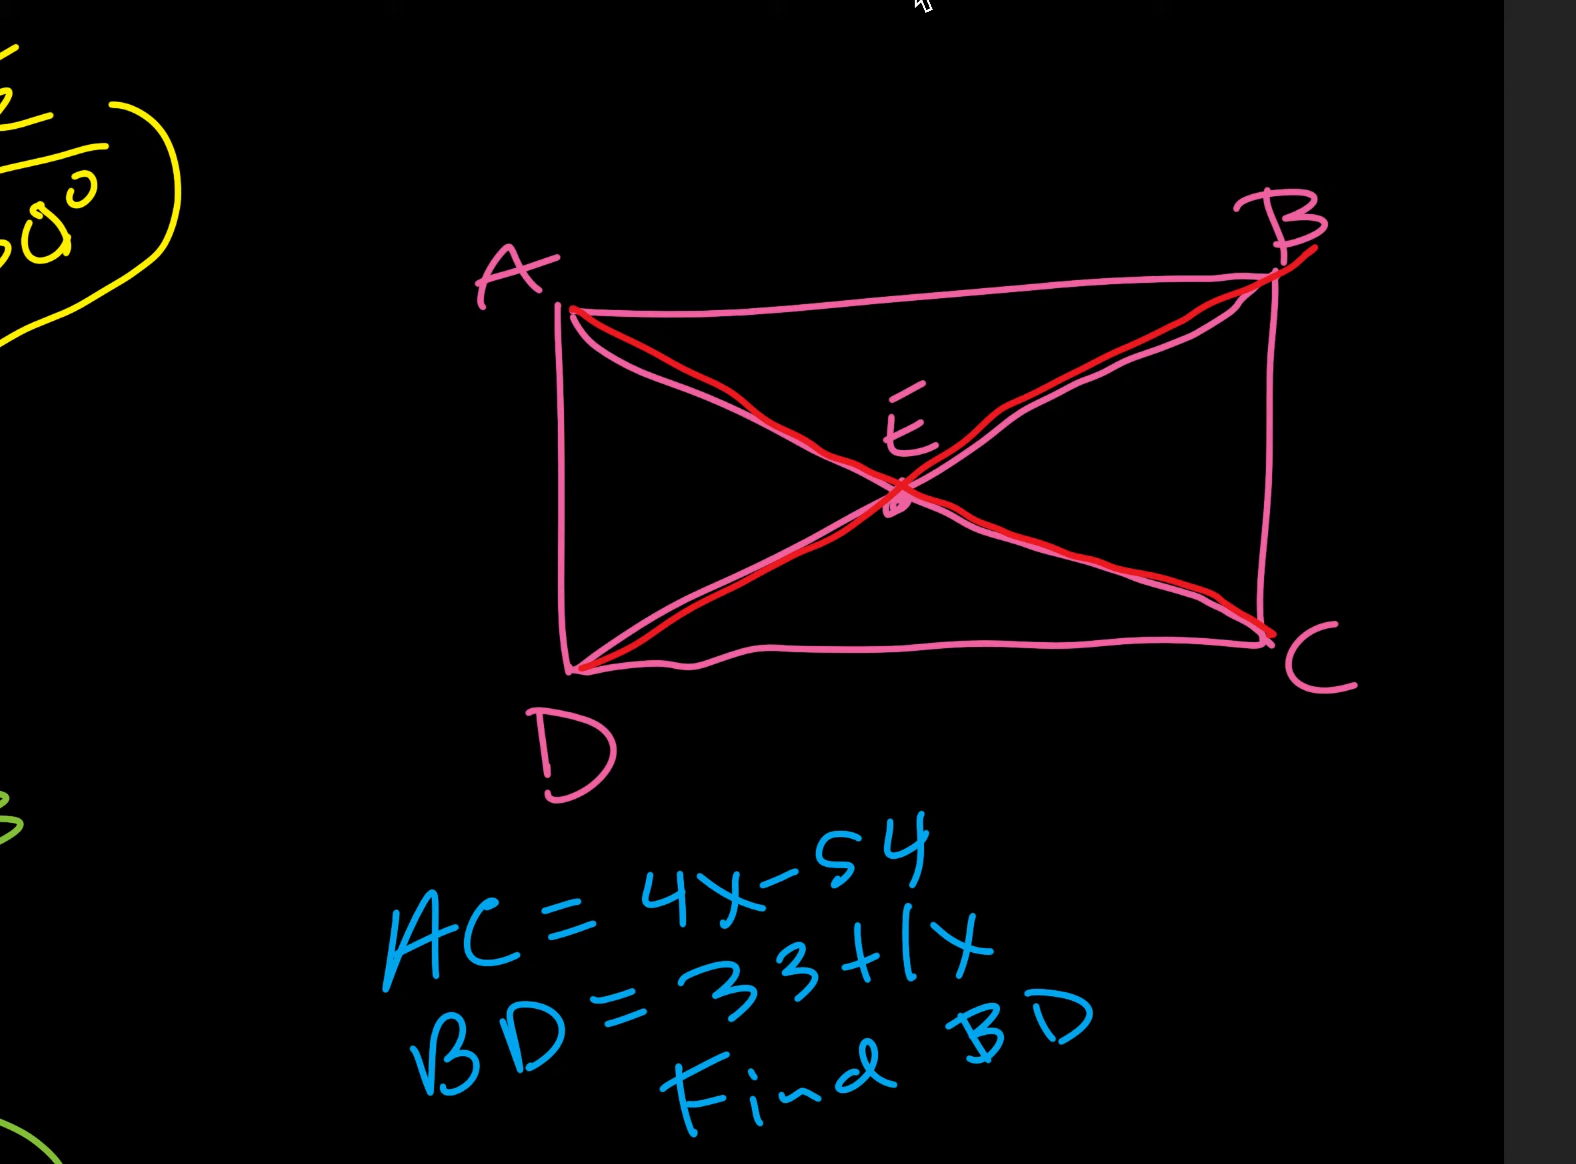 A
B
E
D
C
AC = 4x - 54
BD = 33 + 1x
Find BD